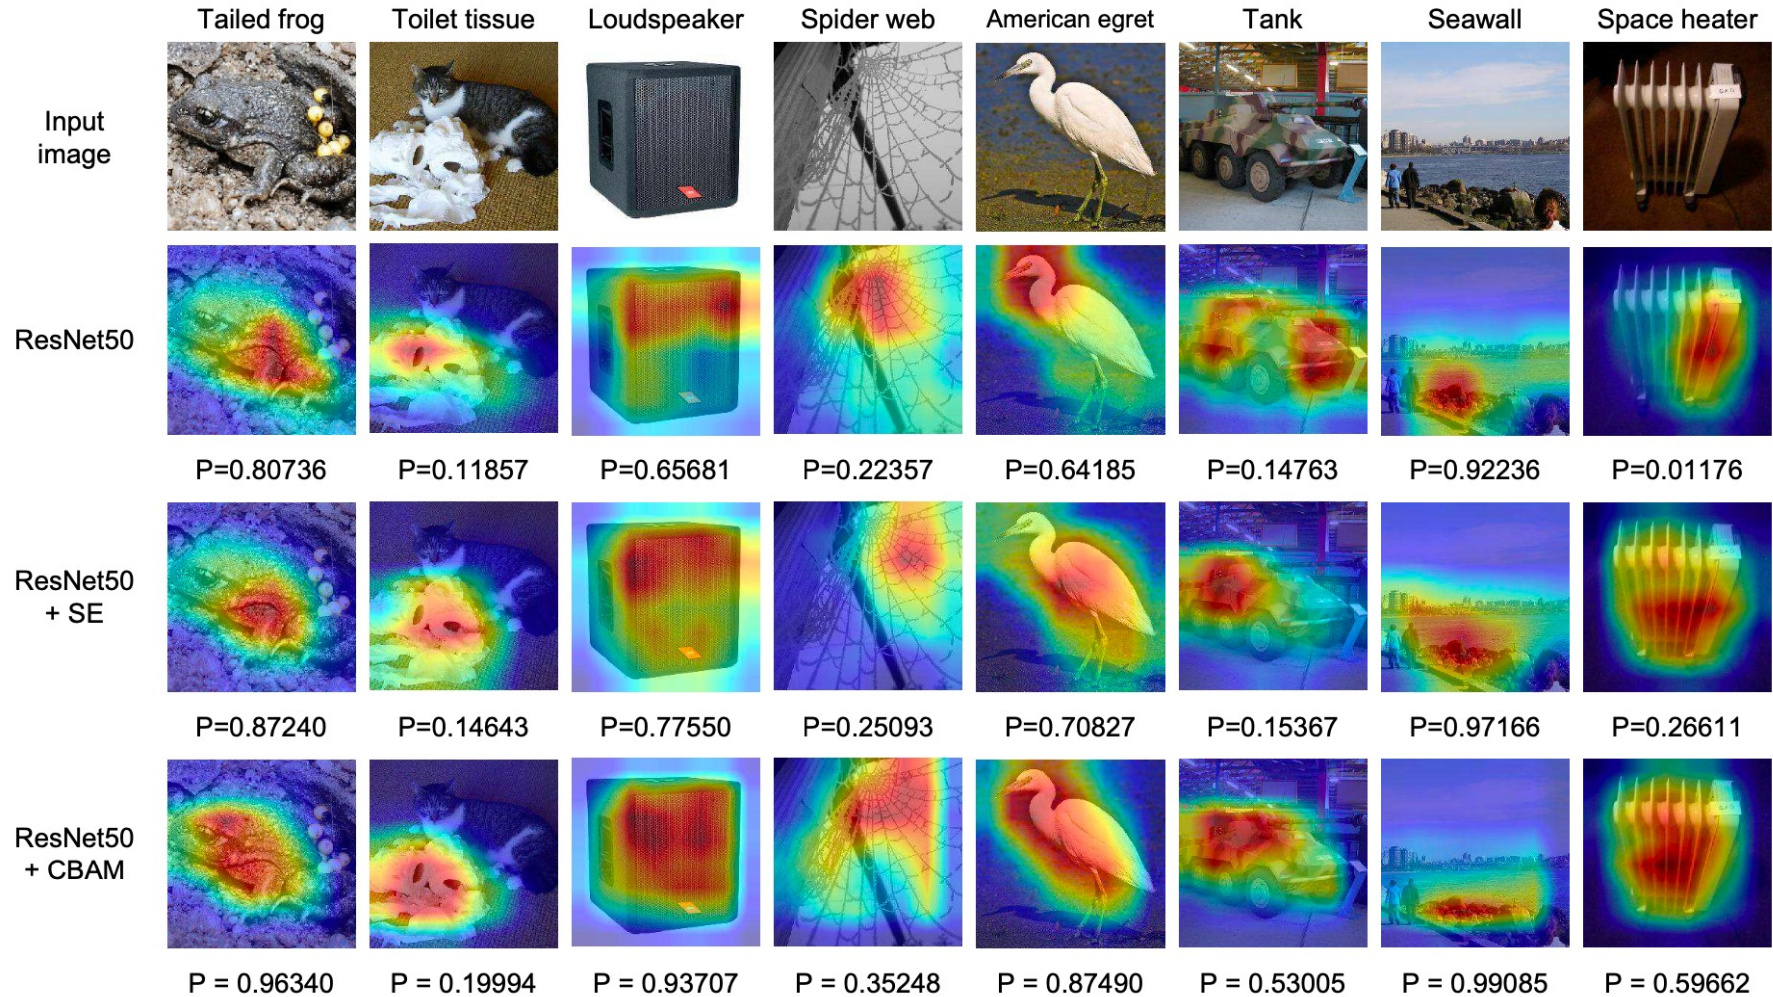 Tailed frog Toilet tissue Loudspeaker Spider web American egret Tank Seawall Space heater
Input
image
ResNet50
P=0.80736 P=0.11857 P=0.65681 P=0.22357 P=0.64185 P=0.14763 P=0.92236 P=0.01176
ResNet50
+ SE
P=0.87240 P=0.14643 P=0.77550 P=0.25093 P=0.70827 P=0.15367 P=0.97166 P=0.26611
ResNet50
+ CBAM
P = 0.96340 P = 0.19994 P = 0.93707 P = 0.35248 P = 0.87490 P = 0.53005 P = 0.99085 P = 0.59662